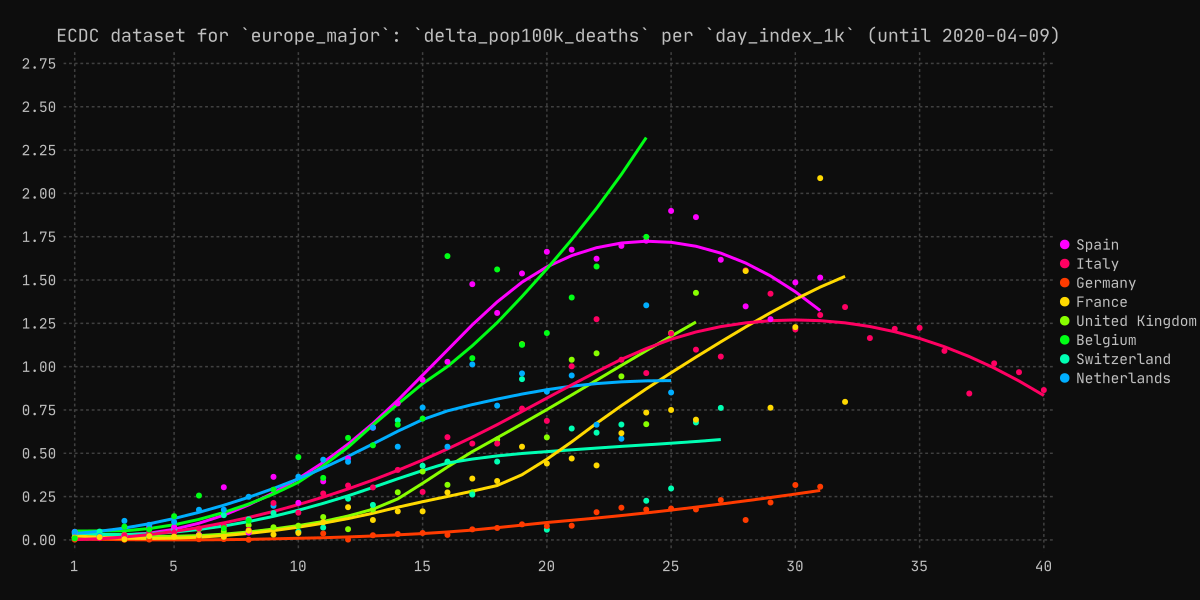 ECDC dataset for `europe_major`: `delta_pop100k_deaths` per `day_index_1k` (until 2020-04-09)
2.75
2.50
2.25
2.00
1.75
1.50
1.25
1.00
0.75
0.50
0.25
0.00
1 5 10 15 20 25 30 35 40
Spain
Italy
Germany
France
United Kingdom
Belgium
Switzerland
Netherlands